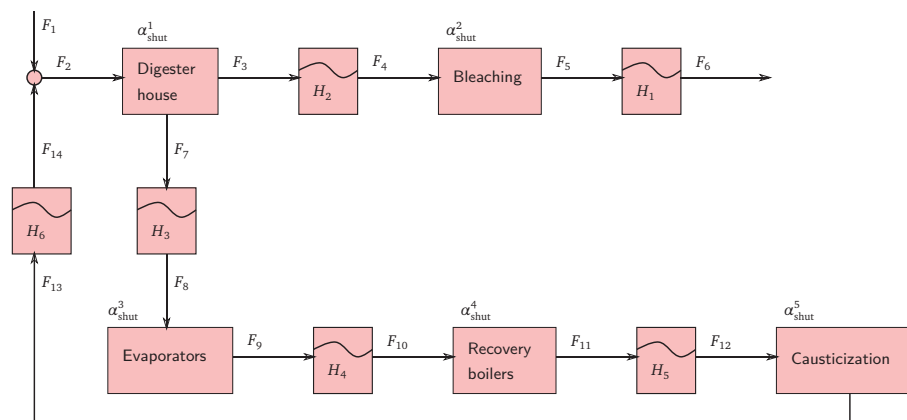 F1
α1shut
α2shut
F2
Digester
house
F3
H2
F4
Bleaching
F5
H1
F6
F14
F7
H6
H3
F13
F8
α3shut
α4shut
α5shut
Evaporators
F9
H4
F10
Recovery
boilers
F11
H5
F12
Causticization